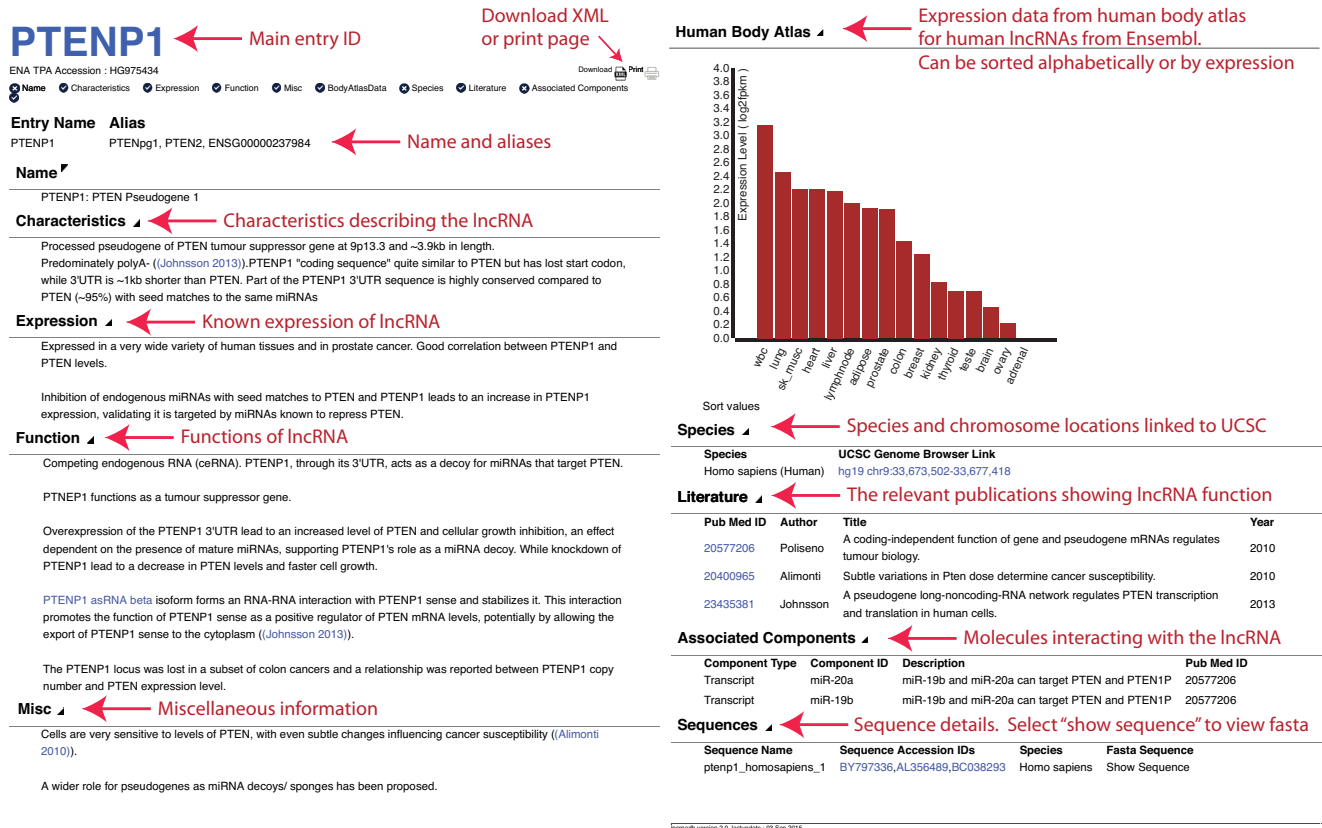 PTENP1
Main entry ID
Download XML
or print page
ENA TPA Accession : HG975434
Download XML Print
Name Characteristics Expression Function Misc BodyAtlasData Species Literature Associated Components
Entry Name Alias
PTENP1 PTENpg1, PTEN2, ENSG00000237984
Name and aliases
Name
PTENP1: PTEN Pseudogene 1
Characteristics
Characteristics describing the lncRNA
Processed pseudogene of PTEN tumour suppressor gene at 9p13.3 and ~3.9kb in length.
Predominately polyA- ((Johnsson 2013)).PTENP1 "coding sequence" quite similar to PTEN but has lost start codon,
while 3'UTR is ~1kb shorter than PTEN. Part of the PTENP1 3'UTR sequence is highly conserved compared to
PTEN (~95%) with seed matches to the same miRNAs
Expression
Known expression of lncRNA
Expressed in a very wide variety of human tissues and in prostate cancer. Good correlation between PTENP1 and
PTEN levels.
Inhibition of endogenous miRNAs with seed matches to PTEN and PTENP1 leads to an increase in PTENP1
expression, validating it is targeted by miRNAs known to repress PTEN.
Function
Functions of lncRNA
Competing endogenous RNA (ceRNA). PTENP1, through its 3'UTR, acts as a decoy for miRNAs that target PTEN.
PTNEP1 functions as a tumour suppressor gene.
Overexpression of the PTENP1 3'UTR lead to an increased level of PTEN and cellular growth inhibition, an effect
dependent on the presence of mature miRNAs, supporting PTENP1's role as a miRNA decoy. While knockdown of
PTENP1 lead to a decrease in PTEN levels and faster cell growth.
PTENP1 asRNA beta isoform forms an RNA-RNA interaction with PTENP1 sense and stabilizes it. This interaction
promotes the function of PTENP1 sense as a positive regulator of PTEN mRNA levels, potentially by allowing the
export of PTENP1 sense to the cytoplasm ((Johnsson 2013)).
The PTENP1 locus was lost in a subset of colon cancers and a relationship was reported between PTENP1 copy
number and PTEN expression level.
Misc
Miscellaneous information
Cells are very sensitive to levels of PTEN, with even subtle changes influencing cancer susceptibility ((Alimonti
2010)).
A wider role for pseudogenes as miRNA decoys/ sponges has been proposed.
Human Body Atlas
Expression data from human body atlas
for human lncRNAs from Ensembl.
Can be sorted alphabetically or by expression
Expression Level ( log2fpkm )
4.0
3.8
3.6
3.4
3.2
3.0
2.8
2.6
2.4
2.2
2.0
1.8
1.6
1.4
1.2
1.0
0.8
0.6
0.4
0.2
0.0
wbc
lung
sk_musc
heart
liver
lymphnode
adipose
prostate
colon
breast
kidney
thyroid
teste
brain
ovary
adrenal
Sort values
Species
Species and chromosome locations linked to UCSC
Species UCSC Genome Browser Link
Homo sapiens (Human) hg19 chr9:33,673,502-33,677,418
Literature
The relevant publications showing lncRNA function
Pub Med ID Author Title Year
20577206 Poliseno A coding-independent function of gene and pseudogene mRNAs regulates
tumour biology. 2010
20400965 Alimonti Subtle variations in Pten dose determine cancer susceptibility. 2010
23435381 Johnsson A pseudogene long-noncoding-RNA network regulates PTEN transcription
and translation in human cells. 2013
Associated Components
Molecules interacting with the lncRNA
Component Type Component ID Description Pub Med ID
Transcript miR-20a miR-19b and miR-20a can target PTEN and PTEN1P 20577206
Transcript miR-19b miR-19b and miR-20a can target PTEN and PTEN1P 20577206
Sequences
Sequence details. Select “show sequence” to view fasta
Sequence Name Sequence Accession IDs Species Fasta Sequence
ptenp1_homosapiens_1 BY797336,AL356489,BC038293 Homo sapiens Show Sequence